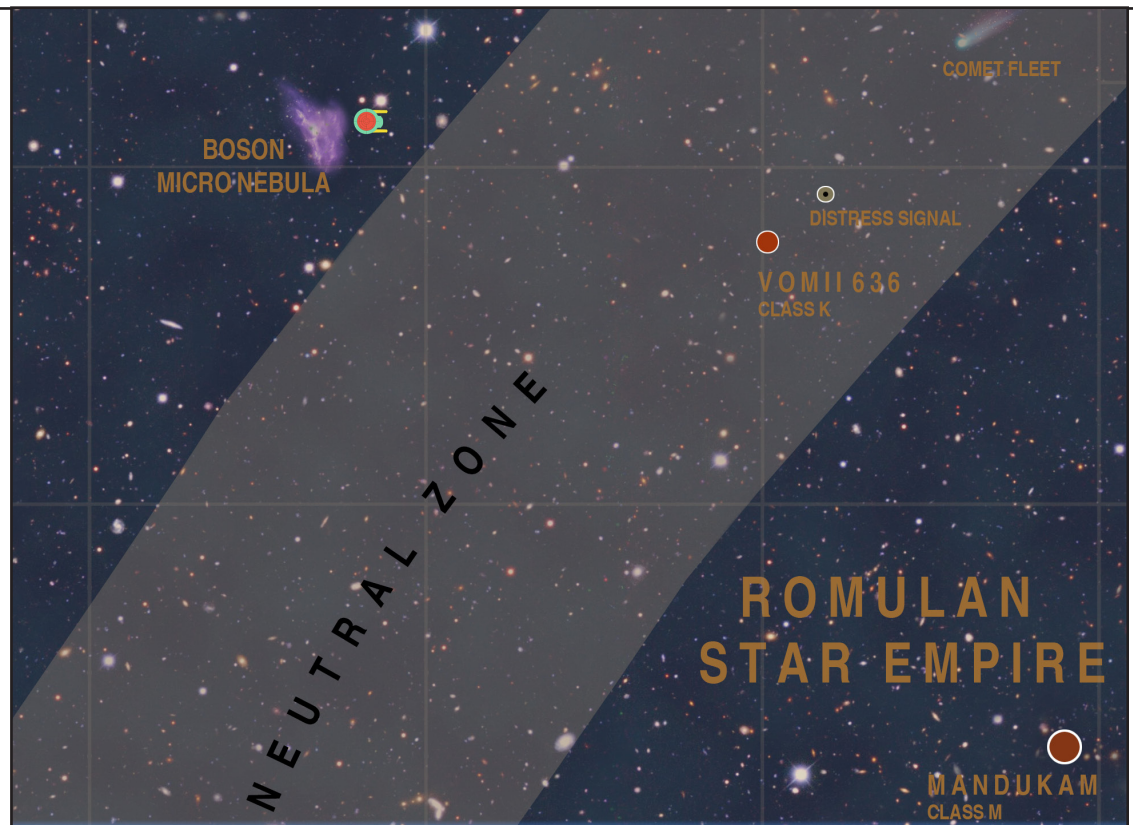 COMET FLEET
BOSON
MICRO NEBULA
DISTRESS SIGNAL
VOMII 636
CLASS K
NEUTRAL ZONE
ROMULAN
STAR EMPIRE
MANDUKAM
CLASS M